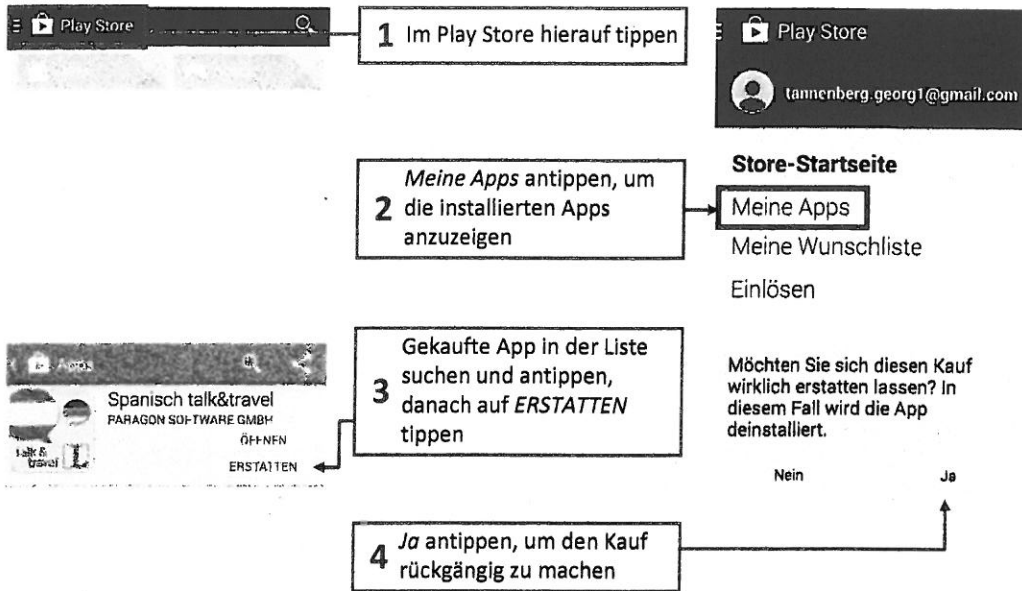 Play Store
1 Im Play Store hierauf tippen
Play Store
tannenberg.georg1@gmail.com
2 Meine Apps antippen, um
die installierten Apps
anzuzeigen
Store-Startseite
Meine Apps
Meine Wunschliste
Einlösen
3 Gekaufte App in der Liste
suchen und antippen,
danach auf ERSTATTEN
tippen
Apps
Spanisch talk&travel
PARAGON SOFTWARE GMBH
ÖFFNEN
ERSTATTEN
talk &
travel
Möchten Sie sich diesen Kauf
wirklich erstatten lassen? In
diesem Fall wird die App
deinstalliert.
Nein Ja
4 Ja antippen, um den Kauf
rückgängig zu machen